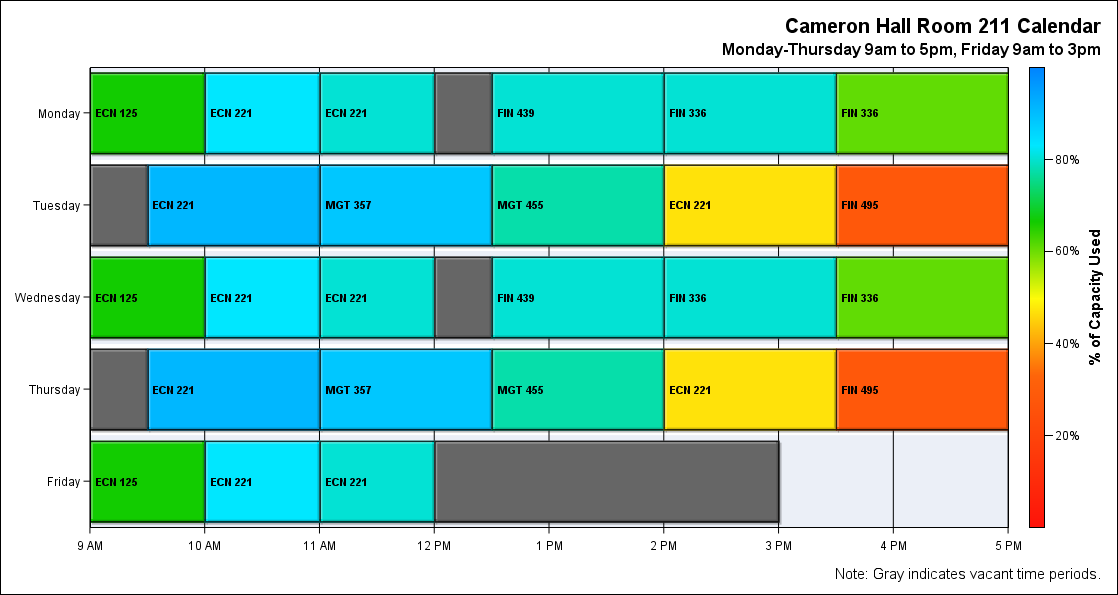 Cameron Hall Room 211 Calendar
Monday-Thursday 9am to 5pm, Friday 9am to 3pm
Monday
ECN 125
ECN 221
ECN 221
FIN 439
FIN 336
FIN 336
Tuesday
ECN 221
MGT 357
MGT 455
ECN 221
FIN 495
Wednesday
ECN 125
ECN 221
ECN 221
FIN 439
FIN 336
FIN 336
Thursday
ECN 221
MGT 357
MGT 455
ECN 221
FIN 495
Friday
ECN 125
ECN 221
ECN 221
9 AM
10 AM
11 AM
12 PM
1 PM
2 PM
3 PM
4 PM
5 PM
80%
60%
40%
20%
% of Capacity Used
Note: Gray indicates vacant time periods.